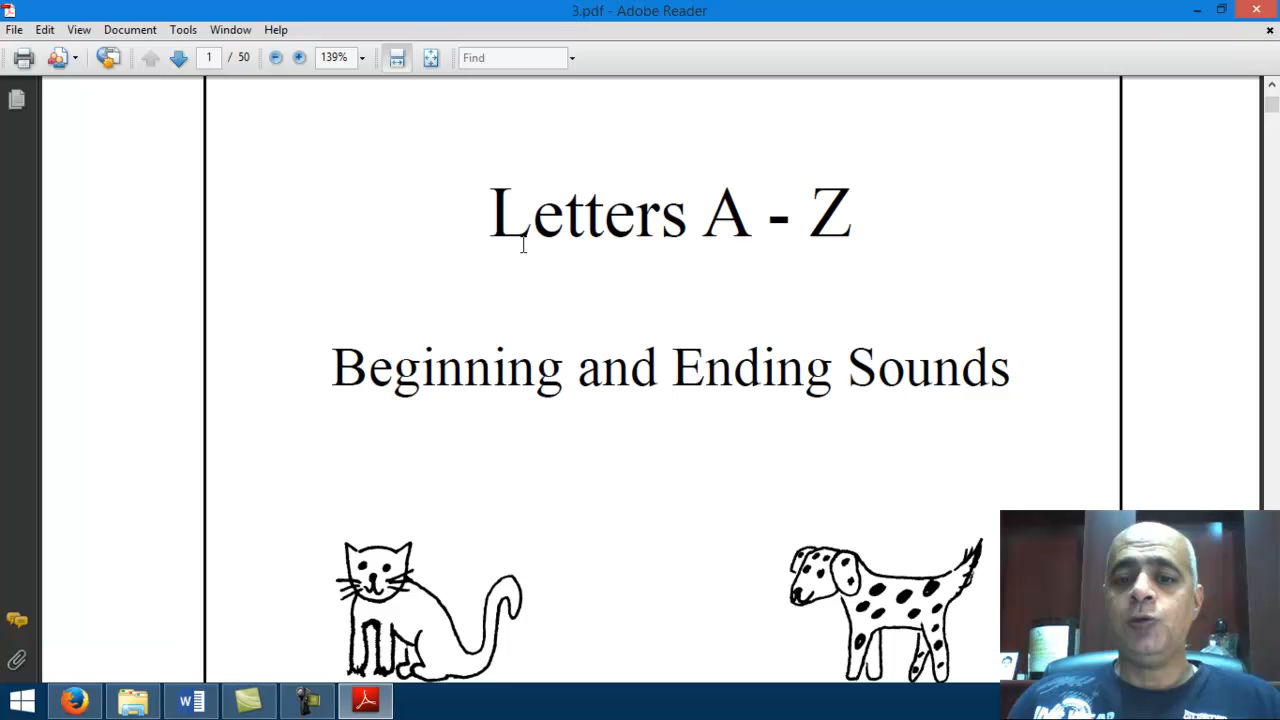 3.pdf - Adobe Reader
File Edit View Document Tools Window Help
1 / 50 139% Find
Letters A - Z
Beginning and Ending Sounds